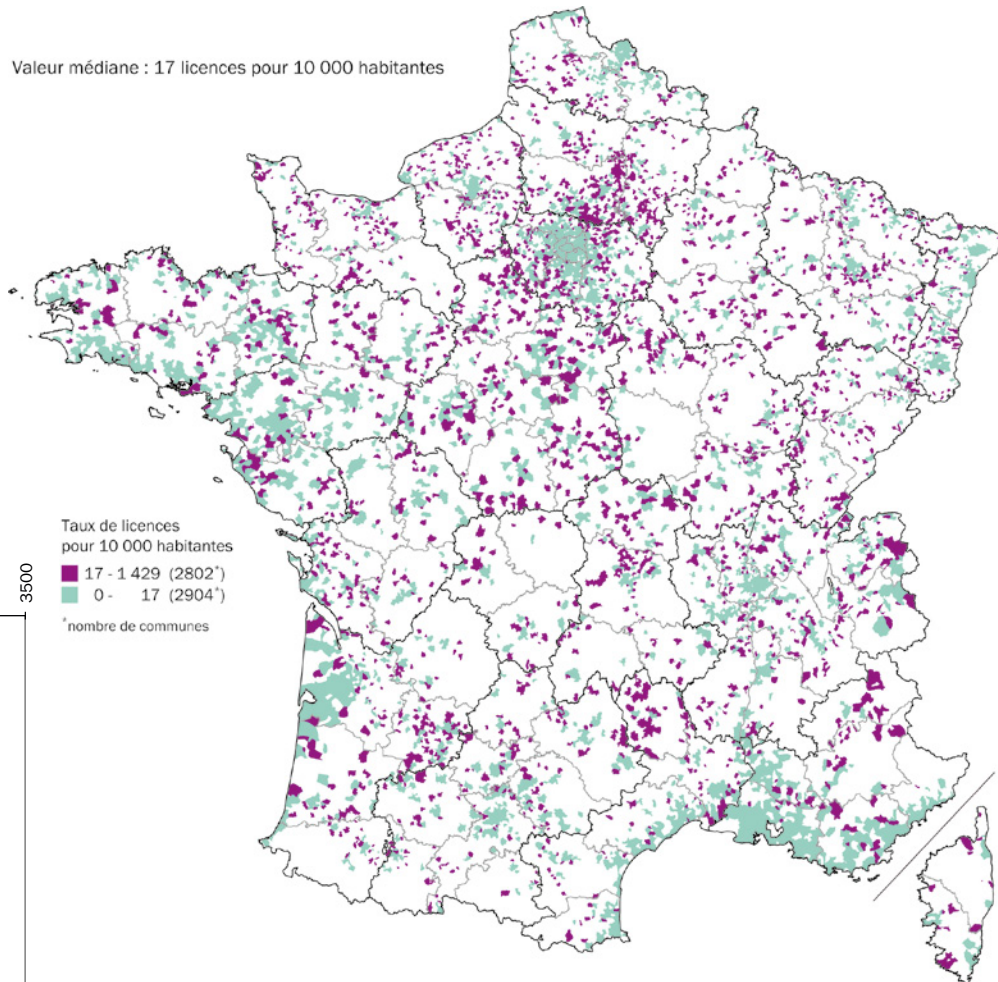 Valeur médiane : 17 licences pour 10 000 habitantes
Taux de licences
pour 10 000 habitantes
17 - 1 429 (2802*)
0 - 17 (2904*)
*nombre de communes
3500